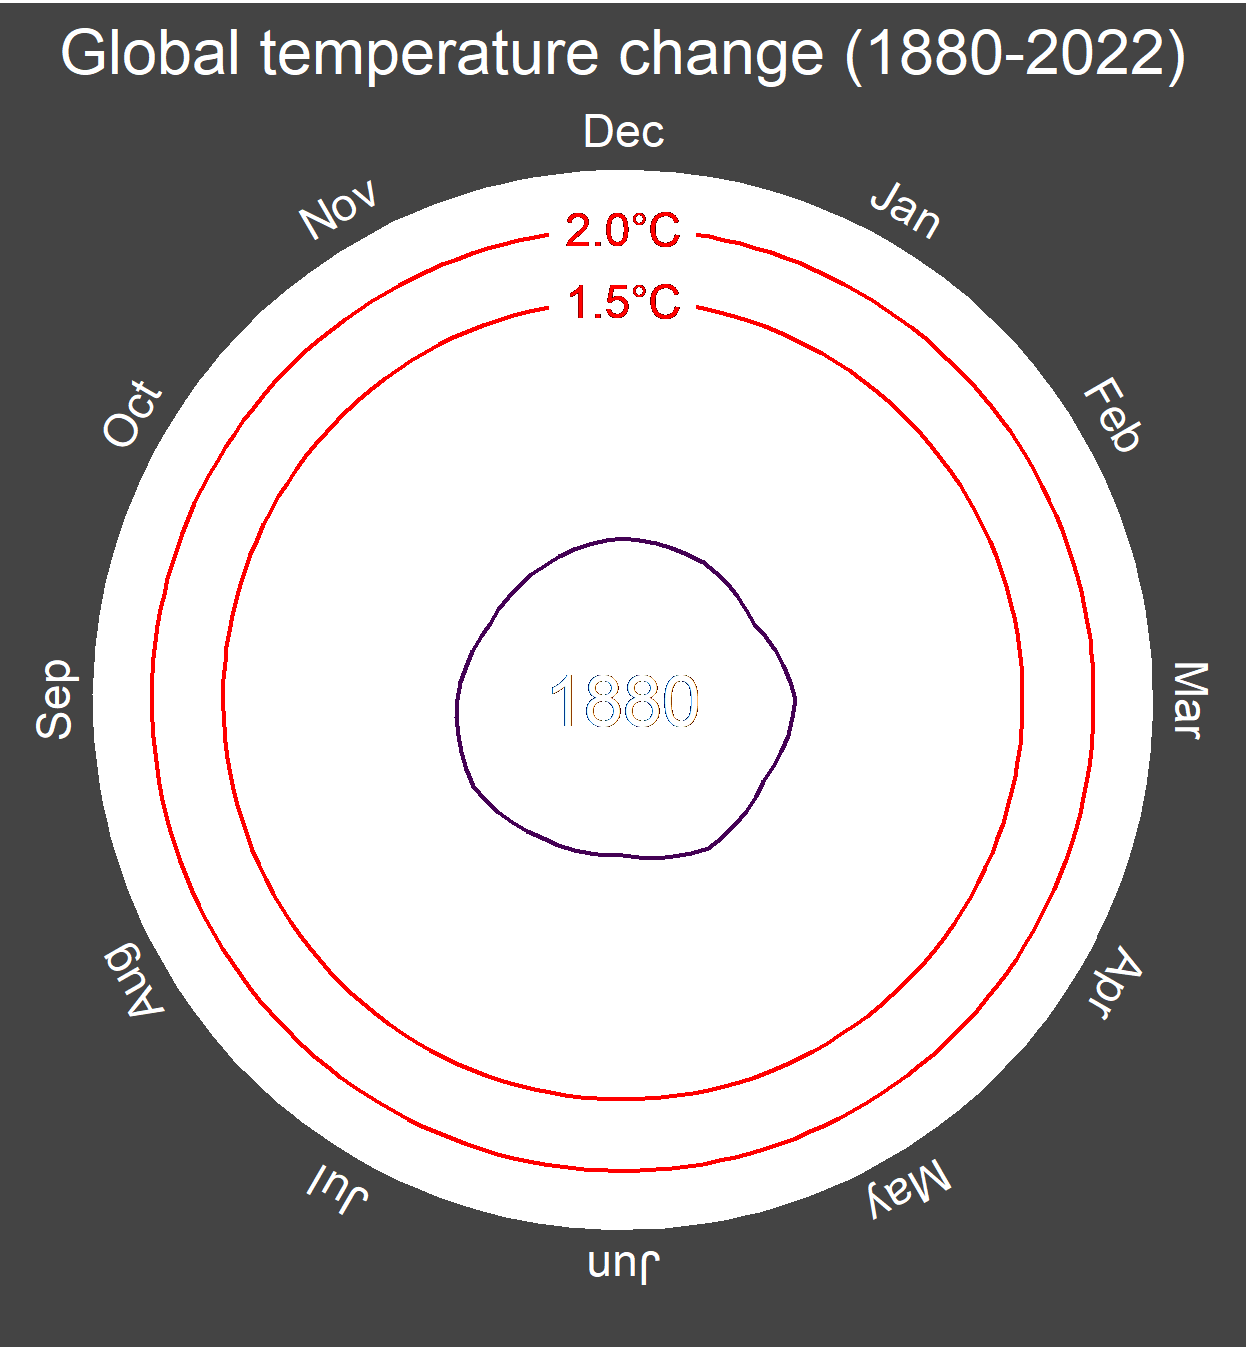 Global temperature change (1880-2022)
Dec
Nov
Jan
2.0°C
1.5°C
Oct
Feb
1880
Sep
Mar
Aug
Apr
Jul
May
Jun